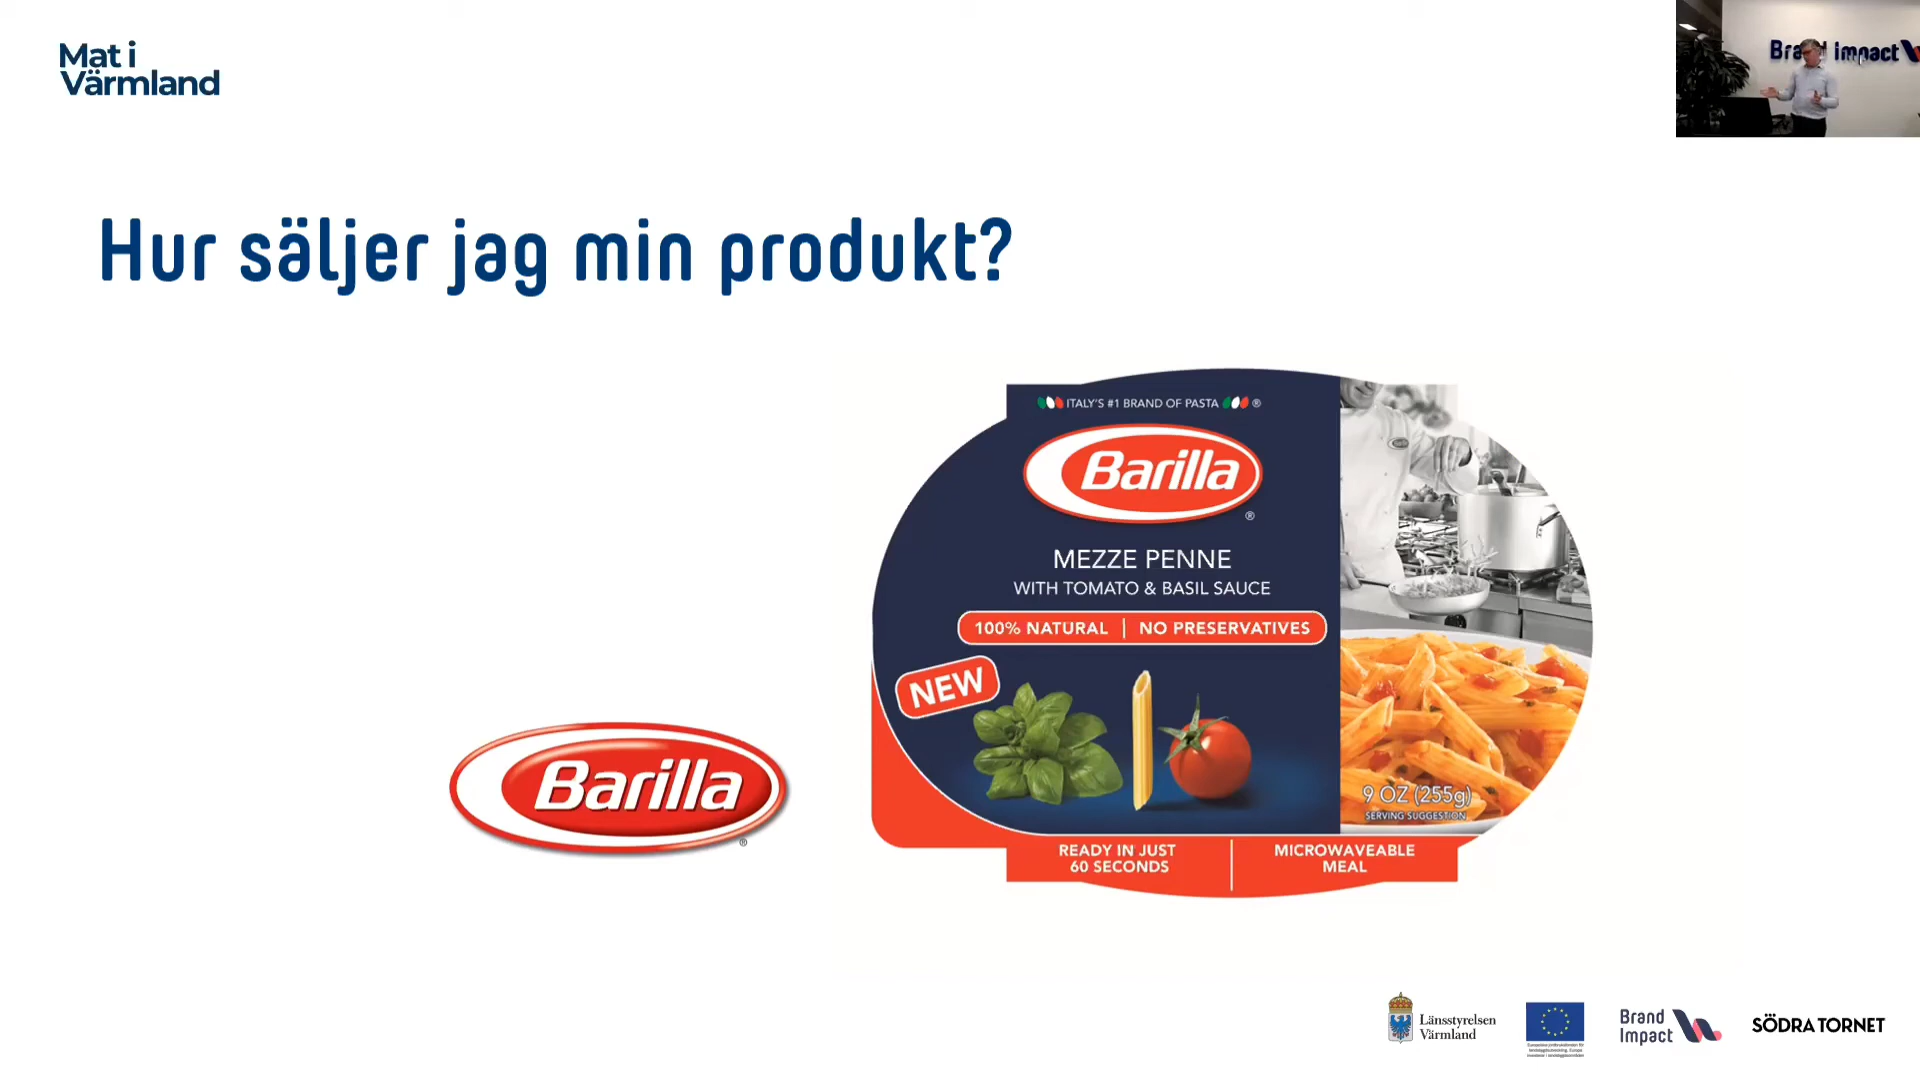 Mat i
Värmland
Brand impact
Hur säljer jag min produkt?
ITALY'S #1 BRAND OF PASTA ®
Barilla
®
MEZZE PENNE
WITH TOMATO & BASIL SAUCE
100% NATURAL | NO PRESERVATIVES
NEW
9 OZ (255g)
SERVING SUGGESTION
READY IN JUST
60 SECONDS
MICROWAVEABLE
MEAL
Barilla
®
Länsstyrelsen
Värmland
Brand
Impact
SÖDRA TORNET